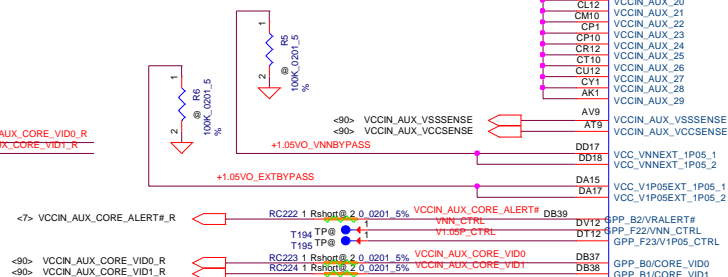 CL12 VCCIN_AUX_20
CM10 VCCIN_AUX_21
CP1 VCCIN_AUX_22
CP10 VCCIN_AUX_23
CR12 VCCIN_AUX_24
CT10 VCCIN_AUX_25
CU12 VCCIN_AUX_26
CY1 VCCIN_AUX_27
AK1 VCCIN_AUX_28
VCCIN_AUX_29
1 R5 2 @ 100K_0201_5 %
1 R6 2 @ 100K_0201_5 %
AUX_CORE_VID0_R
X_CORE_VID1_R
<90> VCCIN_AUX_VSSSENSE AV9 VCCIN_AUX_VSSSENSE
<90> VCCIN_AUX_VCCSENSE AT9 VCCIN_AUX_VCCSENSE
+1.05VO_VNNBYPASS DD17 VCC_VNNEXT_1P05_1
DD18 VCC_VNNEXT_1P05_2
+1.05VO_EXTBYPASS DA15 VCC_V1P05EXT_1P05_1
DA17 VCC_V1P05EXT_1P05_2
<7> VCCIN_AUX_CORE_ALERT#_R RC222 1 Rshort@ 2 0_0201_5% VCCIN_AUX_CORE_ALERT# DB39 GPP_B2/VRALERT#
T194 TP@ 1 VNN_CTRL DV12 GPP_F22/VNN_CTRL
T195 TP@ 1 V1.05P_CTRL DT12 GPP_F23/V1P05_CTRL
<90> VCCIN_AUX_CORE_VID0_R RC223 1 Rshort@ 2 0_0201_5% VCCIN_AUX_CORE_VID0 DB37 GPP_B0/CORE_VID0
<90> VCCIN_AUX_CORE_VID1_R RC224 1 Rshort@ 2 0_0201_5% VCCIN_AUX_CORE_VID1 DB38 GPP_B1/CORE_VID1